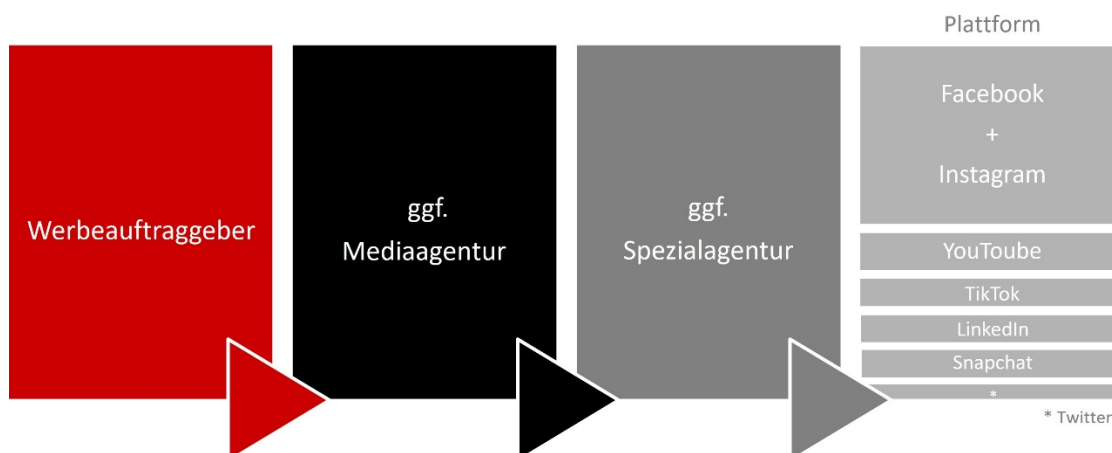 Werbeauftraggeber
ggf.
Mediaagentur
ggf.
Spezialagentur
Plattform
Facebook
+
Instagram
YouToube
TikTok
LinkedIn
Snapchat
*
* Twitter